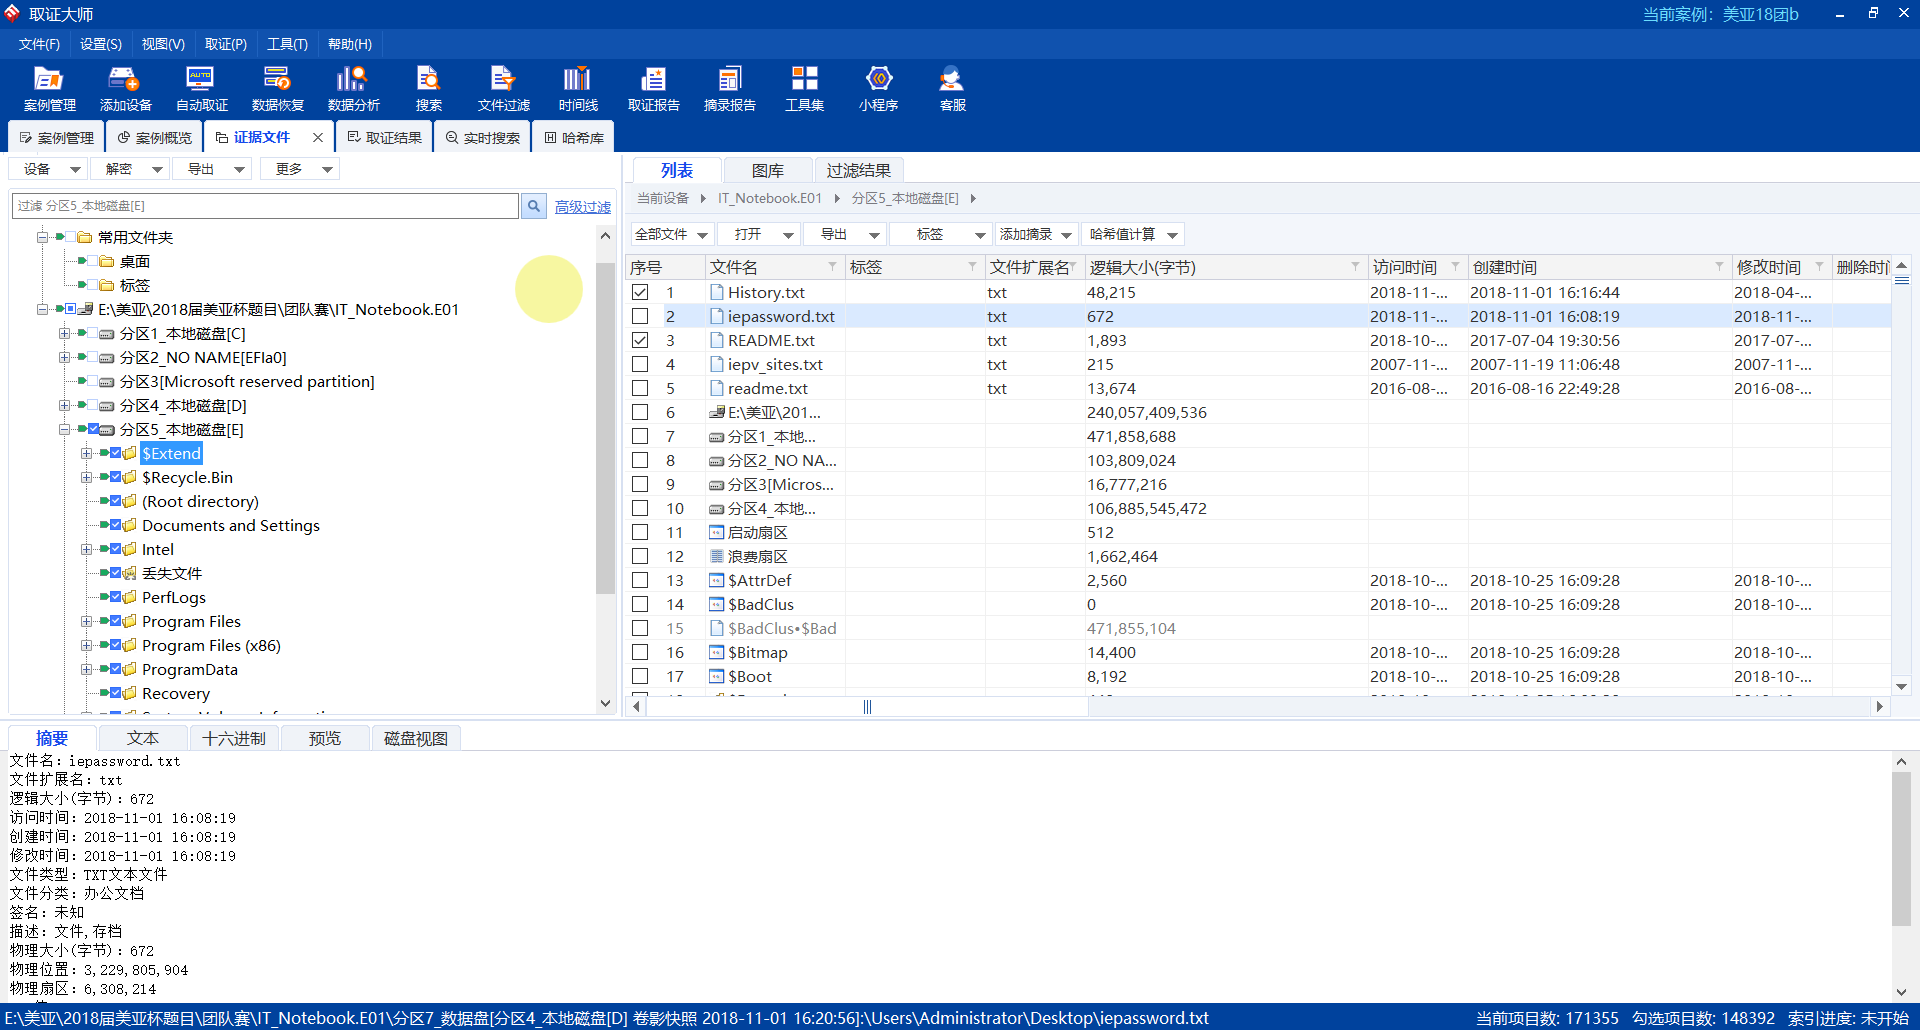 取证大师
当前案例：美亚18团b
文件(F) 设置(S) 视图(V) 取证(P) 工具(T) 帮助(H)
案例管理 添加设备 自动取证 数据恢复 数据分析 搜索 文件过滤 时间线 取证报告 摘录报告 工具集 小程序 客服
案例管理 案例概览 证据文件 取证结果 实时搜索 哈希库
设备 解密 导出 更多
过滤 分区5_本地磁盘[E] 高级过滤
常用文件夹
桌面
标签
E:\美亚\2018届美亚杯题目\团队赛\IT_Notebook.E01
分区1_本地磁盘[C]
分区2_NO NAME[EFIa0]
分区3[Microsoft reserved partition]
分区4_本地磁盘[D]
分区5_本地磁盘[E]
$Extend
$Recycle.Bin
(Root directory)
Documents and Settings
Intel
丢失文件
PerfLogs
Program Files
Program Files (x86)
ProgramData
Recovery
列表 图库 过滤结果
当前设备 IT_Notebook.E01 分区5_本地磁盘[E]
全部文件 打开 导出 标签 添加摘录 哈希值计算
序号 文件名 标签 文件扩展名 逻辑大小(字节) 访问时间 创建时间 修改时间 删除时
1 History.txt txt 48,215 2018-11-... 2018-11-01 16:16:44 2018-04-...
2 iepassword.txt txt 672 2018-11-... 2018-11-01 16:08:19 2018-11-...
3 README.txt txt 1,893 2018-10-... 2017-07-04 19:30:56 2017-07-...
4 iepv_sites.txt txt 215 2007-11-... 2007-11-19 11:06:48 2007-11-...
5 readme.txt txt 13,674 2016-08-... 2016-08-16 22:49:28 2016-08-...
6 E:\美亚\201... 240,057,409,536
7 分区1_本地... 471,858,688
8 分区2_NO NA... 103,809,024
9 分区3[Micros... 16,777,216
10 分区4_本地... 106,885,545,472
11 启动扇区 512
12 浪费扇区 1,662,464
13 $AttrDef 2,560 2018-10-... 2018-10-25 16:09:28 2018-10-...
14 $BadClus 0 2018-10-... 2018-10-25 16:09:28 2018-10-...
15 $BadClus•$Bad 471,855,104
16 $Bitmap 14,400 2018-10-... 2018-10-25 16:09:28 2018-10-...
17 $Boot 8,192 2018-10-... 2018-10-25 16:09:28 2018-10-...
摘要 文本 十六进制 预览 磁盘视图
文件名：iepassword.txt
文件扩展名：txt
逻辑大小(字节)：672
访问时间：2018-11-01 16:08:19
创建时间：2018-11-01 16:08:19
修改时间：2018-11-01 16:08:19
文件类型：TXT文本文件
文件分类：办公文档
签名：未知
描述：文件,存档
物理大小(字节)：672
物理位置：3,229,805,904
物理扇区：6,308,214
E:\美亚\2018届美亚杯题目\团队赛\IT_Notebook.E01\分区7_数据盘[分区4_本地磁盘[D] 卷影快照 2018-11-01 16:20:56]:\Users\Administrator\Desktop\iepassword.txt
当前项目数: 171355 勾选项目数: 148392 索引进度: 未开始